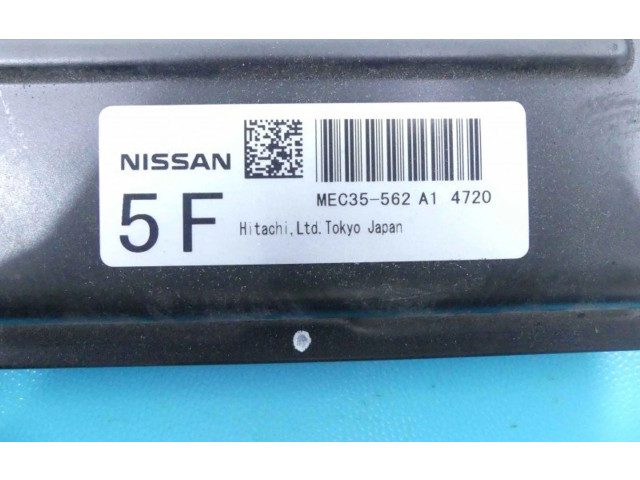 NISSAN
5F
MEC35-562 A1 4720
Hitachi,Ltd.Tokyo Japan